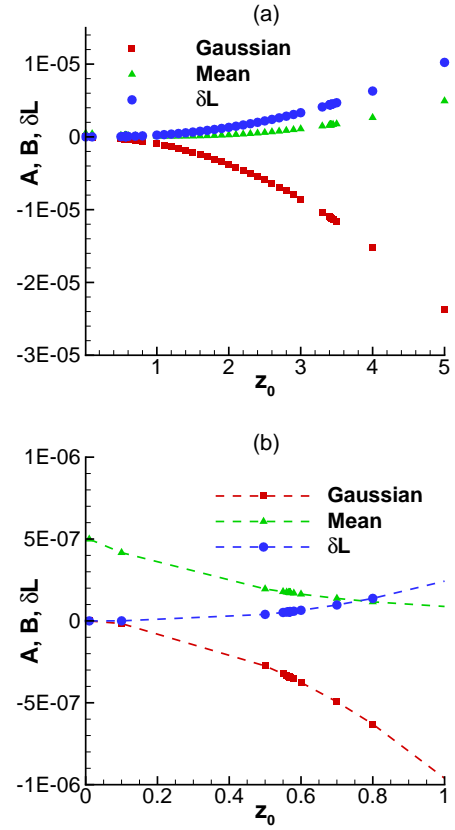 (a)
1E-05
0
-1E-05
-2E-05
-3E-05
A, B, δL
Gaussian
Mean
δL
1 2 3 4 5
z0
(b)
1E-06
5E-07
0
-5E-07
-1E-06
A, B, δL
Gaussian
Mean
δL
0 0.2 0.4 0.6 0.8 1
z0